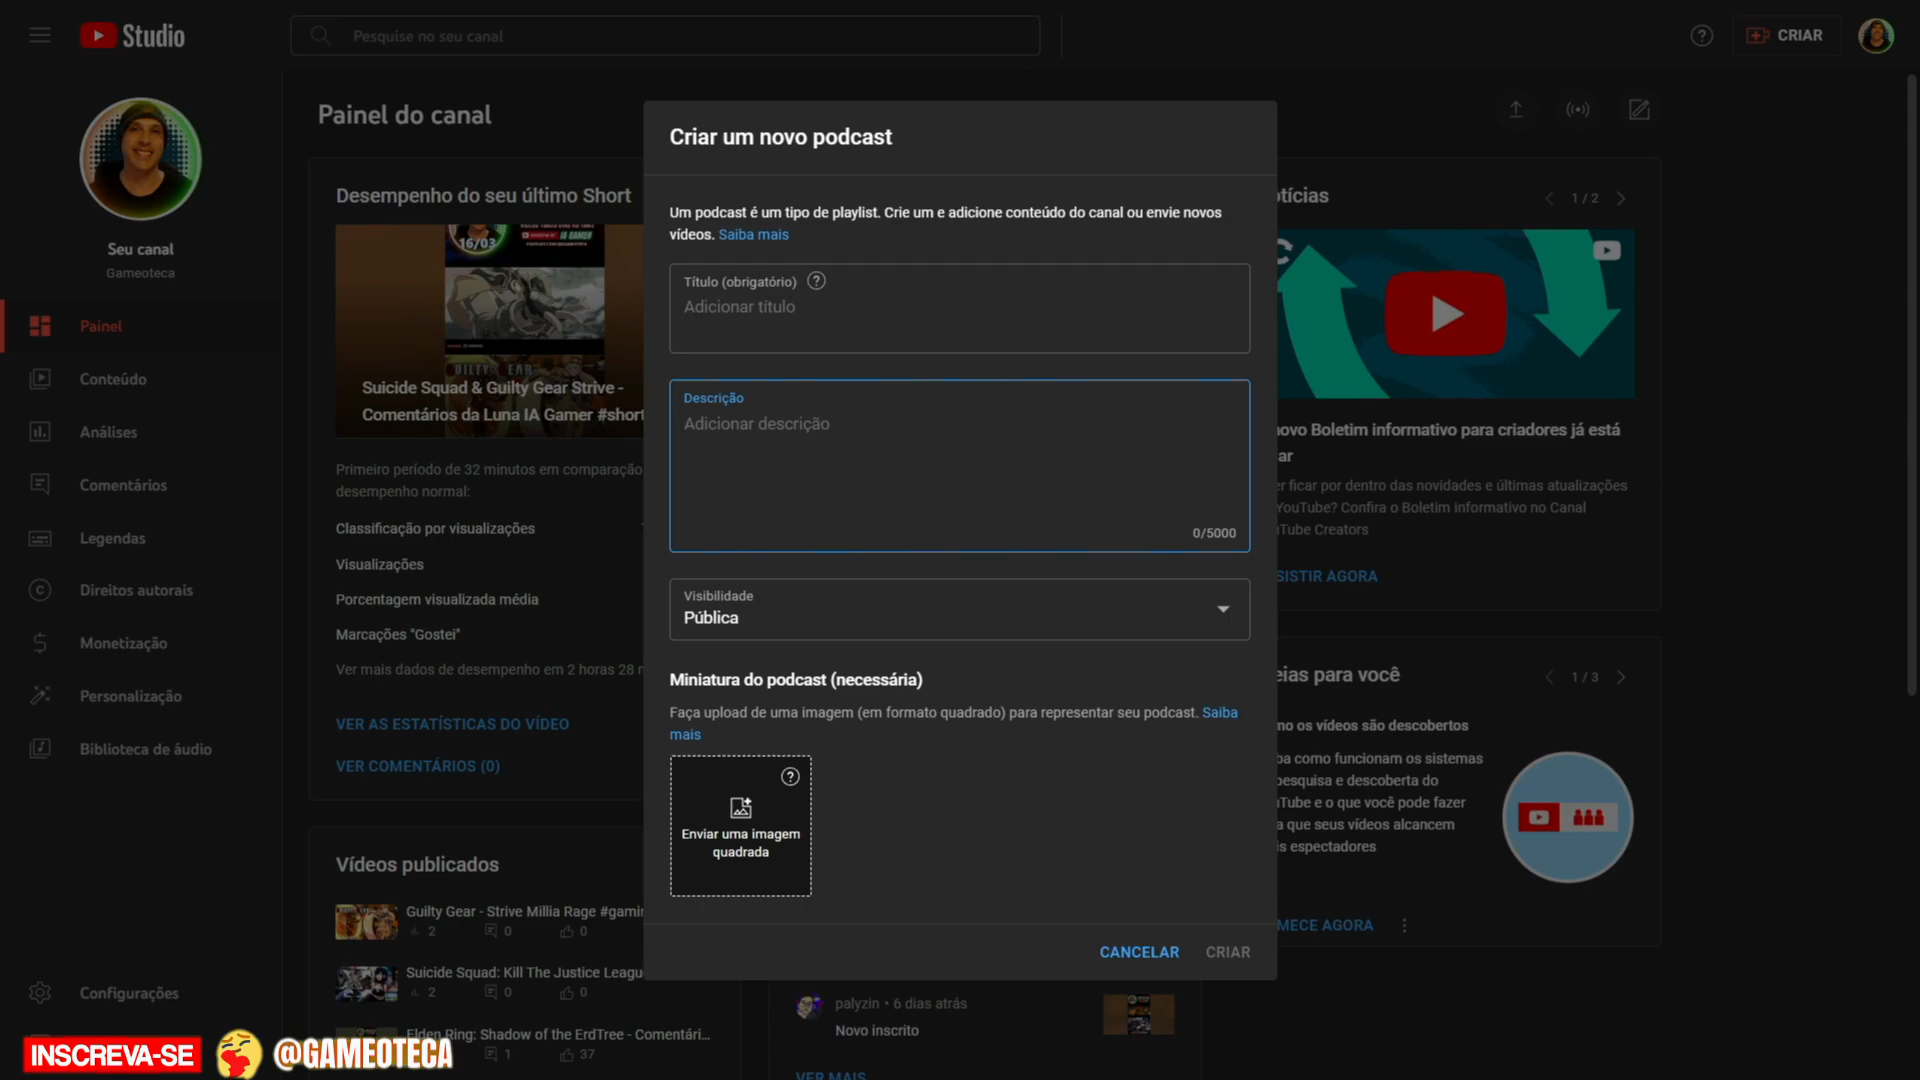 Studio
Pesquise no seu canal
CRIAR
Seu canal
Gameoteca
Painel
Conteúdo
Análises
Comentários
Legendas
Direitos autorais
Monetização
Personalização
Biblioteca de áudio
Configurações
Painel do canal
Desempenho do seu último Short
16/03
Suicide Squad & Guilty Gear Strive -
Comentários da Luna IA Gamer #short
Primeiro período de 32 minutos em comparação
desempenho normal:
Classificação por visualizações
Visualizações
Porcentagem visualizada média
Marcações "Gostei"
Ver mais dados de desempenho em 2 horas 28 m
VER AS ESTATÍSTICAS DO VÍDEO
VER COMENTÁRIOS (0)
Vídeos publicados
Guilty Gear - Strive Millia Rage #gamin
2 0 0
Suicide Squad: Kill The Justice Leagu
2 0 0
Elden Ring: Shadow of the ErdTree - Comentári...
1 37
Criar um novo podcast
Um podcast é um tipo de playlist. Crie um e adicione conteúdo do canal ou envie novos
vídeos. Saiba mais
Título (obrigatório)
Adicionar título
Descrição
Adicionar descrição
0/5000
Visibilidade
Pública
Miniatura do podcast (necessária)
Faça upload de uma imagem (em formato quadrado) para representar seu podcast. Saiba
mais
Enviar uma imagem
quadrada
CANCELAR CRIAR
palyzin • 6 dias atrás
Novo inscrito
VER MAIS
tícias
1 / 2
ovo Boletim informativo para criadores já está
ar
er ficar por dentro das novidades e últimas atualizações
YouTube? Confira o Boletim informativo no Canal
Tube Creators
SISTIR AGORA
eias para você
1 / 3
no os vídeos são descobertos
ba como funcionam os sistemas
pesquisa e descoberta do
Tube e o que você pode fazer
a que seus vídeos alcancem
is espectadores
MECE AGORA
INSCREVA-SE @GAMEOTECA